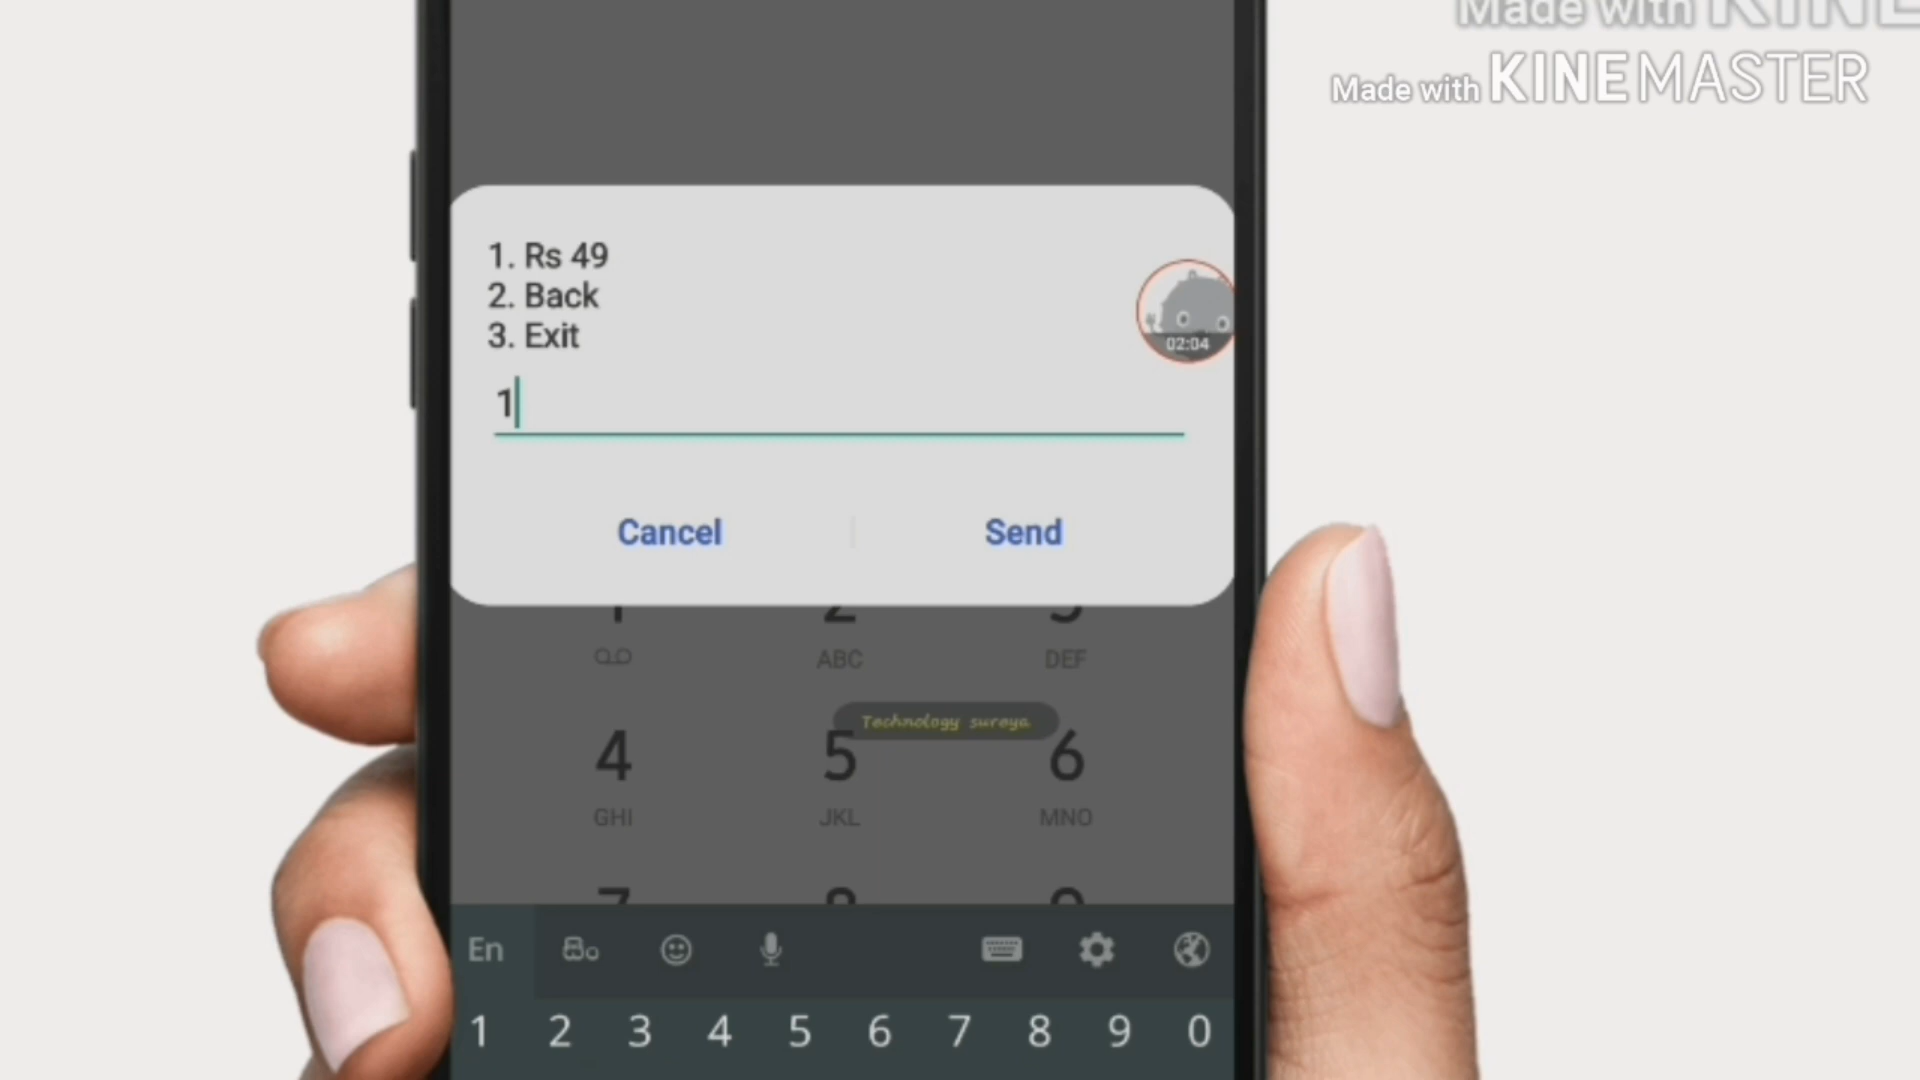 Made with KINE
Made with KINEMASTER
1. Rs 49
2. Back
3. Exit
02:04
1
Cancel
Send
1 2 3
ABC DEF
Technology sureya
4 5 6
GHI JKL MNO
7 8 9
En
1 2 3 4 5 6 7 8 9 0